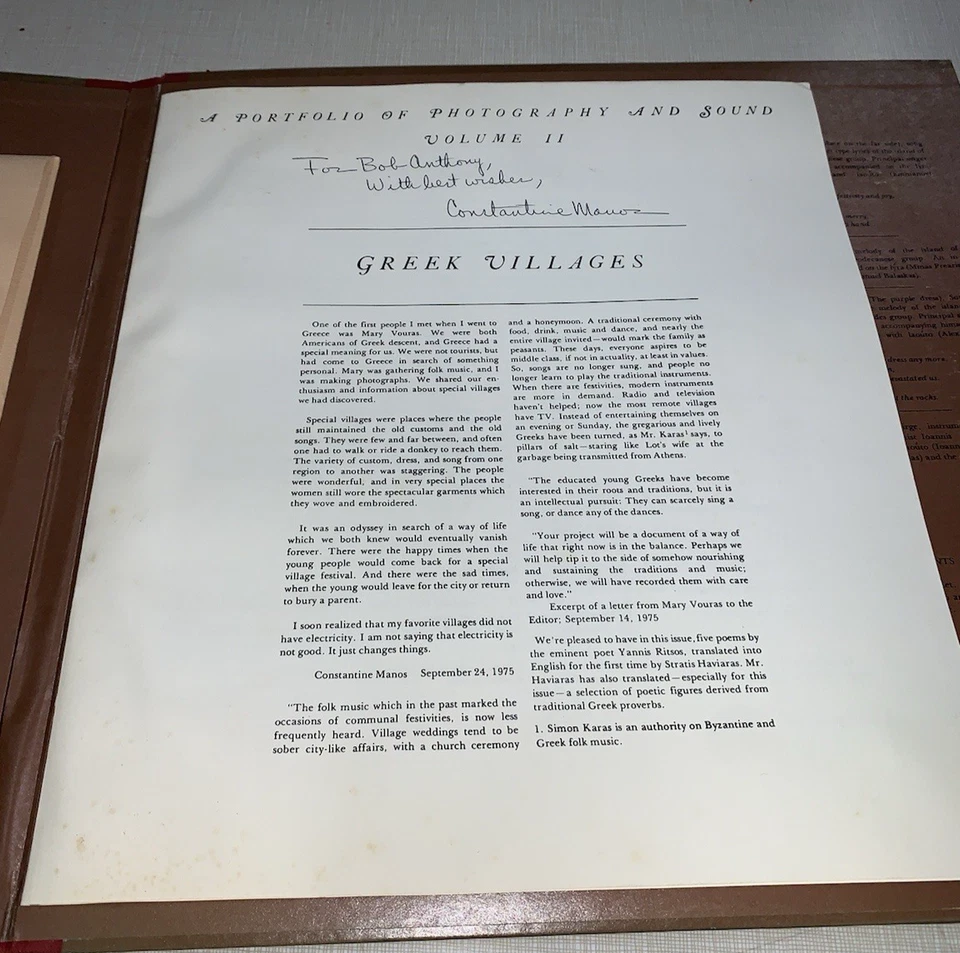 A PORTFOLIO OF PHOTOGRAPHY AND SOUND
VOLUME II
For Bob Anthony,
With best wishes,
Constantine Manos
GREEK VILLAGES
One of the first people I met when I went to
Greece was Mary Vouras. We were both
Americans of Greek descent, and Greece had a
special meaning for us. We were not tourists, but
had come to Greece in search of something
personal. Mary was gathering folk music, and I
was making photographs. We shared our en-
thusiasm and information about special villages
we had discovered.
Special villages were places where the people
still maintained the old customs and the old
songs. They were few and far between, and often
one had to walk or ride a donkey to reach them.
The variety of custom, dress, and song from one
region to another was staggering. The people
were wonderful, and in very special places the
women still wore the spectacular garments which
they wove and embroidered.
It was an odyssey in search of a way of life
which we both knew would eventually vanish
forever. There were the happy times when the
young people would come back for a special
village festival. And there were the sad times,
when the young would leave for the city or return
to bury a parent.
I soon realized that my favorite villages did not
have electricity. I am not saying that electricity is
not good. It just changes things.
Constantine Manos September 24, 1975
"The folk music which in the past marked the
occasions of communal festivities, is now less
frequently heard. Village weddings tend to be
sober city-like affairs, with a church ceremony
and a honeymoon. A traditional ceremony with
food, drink, music and dance, and nearly the
entire village invited—would mark the family as
peasants. These days, everyone aspires to be
middle class, if not in actuality, at least in values.
So, songs are no longer sung, and people no
longer learn to play the traditional instruments.
When there are festivities, modern instruments
are more in demand. Radio and television
haven't helped; now the most remote villages
have TV. Instead of entertaining themselves on
an evening or Sunday, the gregarious and lively
Greeks have been turned, as Mr. Karas¹ says, to
pillars of salt—staring like Lot's wife at the
garbage being transmitted from Athens.
"The educated young Greeks have become
interested in their roots and traditions, but it is
an intellectual pursuit: They can scarcely sing a
song, or dance any of the dances.
"Your project will be a document of a way of
life that right now is in the balance. Perhaps we
will help tip it to the side of somehow nourishing
and sustaining the traditions and music;
otherwise, we will have recorded them with care
and love."
Excerpt of a letter from Mary Vouras to the
Editor; September 14, 1975
We're pleased to have in this issue, five poems by
the eminent poet Yannis Ritsos, translated into
English for the first time by Stratis Haviaras. Mr.
Haviaras has also translated—especially for this
issue—a selection of poetic figures derived from
traditional Greek proverbs.
1. Simon Karas is an authority on Byzantine and
Greek folk music.